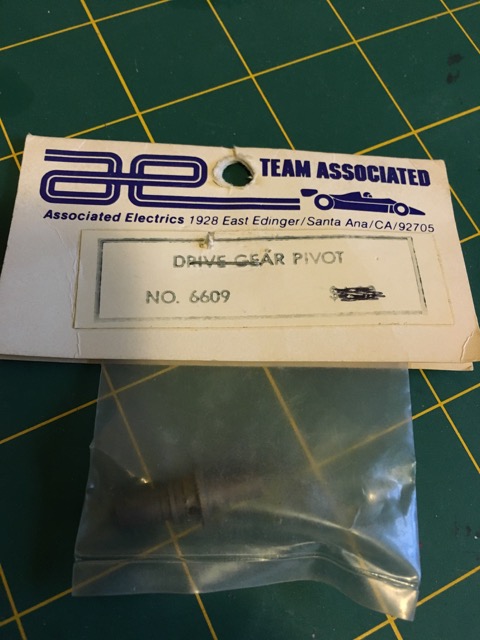 ae TEAM ASSOCIATED
Associated Electrics 1928 East Edinger/Santa Ana/CA/92705
DRIVE GEAR PIVOT
NO. 6609